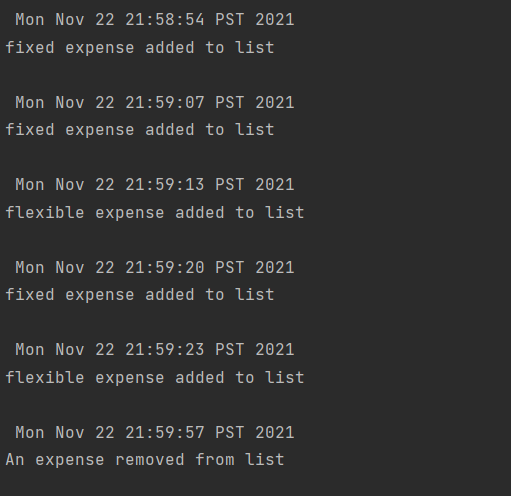 Mon Nov 22 21:58:54 PST 2021
fixed expense added to list
Mon Nov 22 21:59:07 PST 2021
fixed expense added to list
Mon Nov 22 21:59:13 PST 2021
flexible expense added to list
Mon Nov 22 21:59:20 PST 2021
fixed expense added to list
Mon Nov 22 21:59:23 PST 2021
flexible expense added to list
Mon Nov 22 21:59:57 PST 2021
An expense removed from list